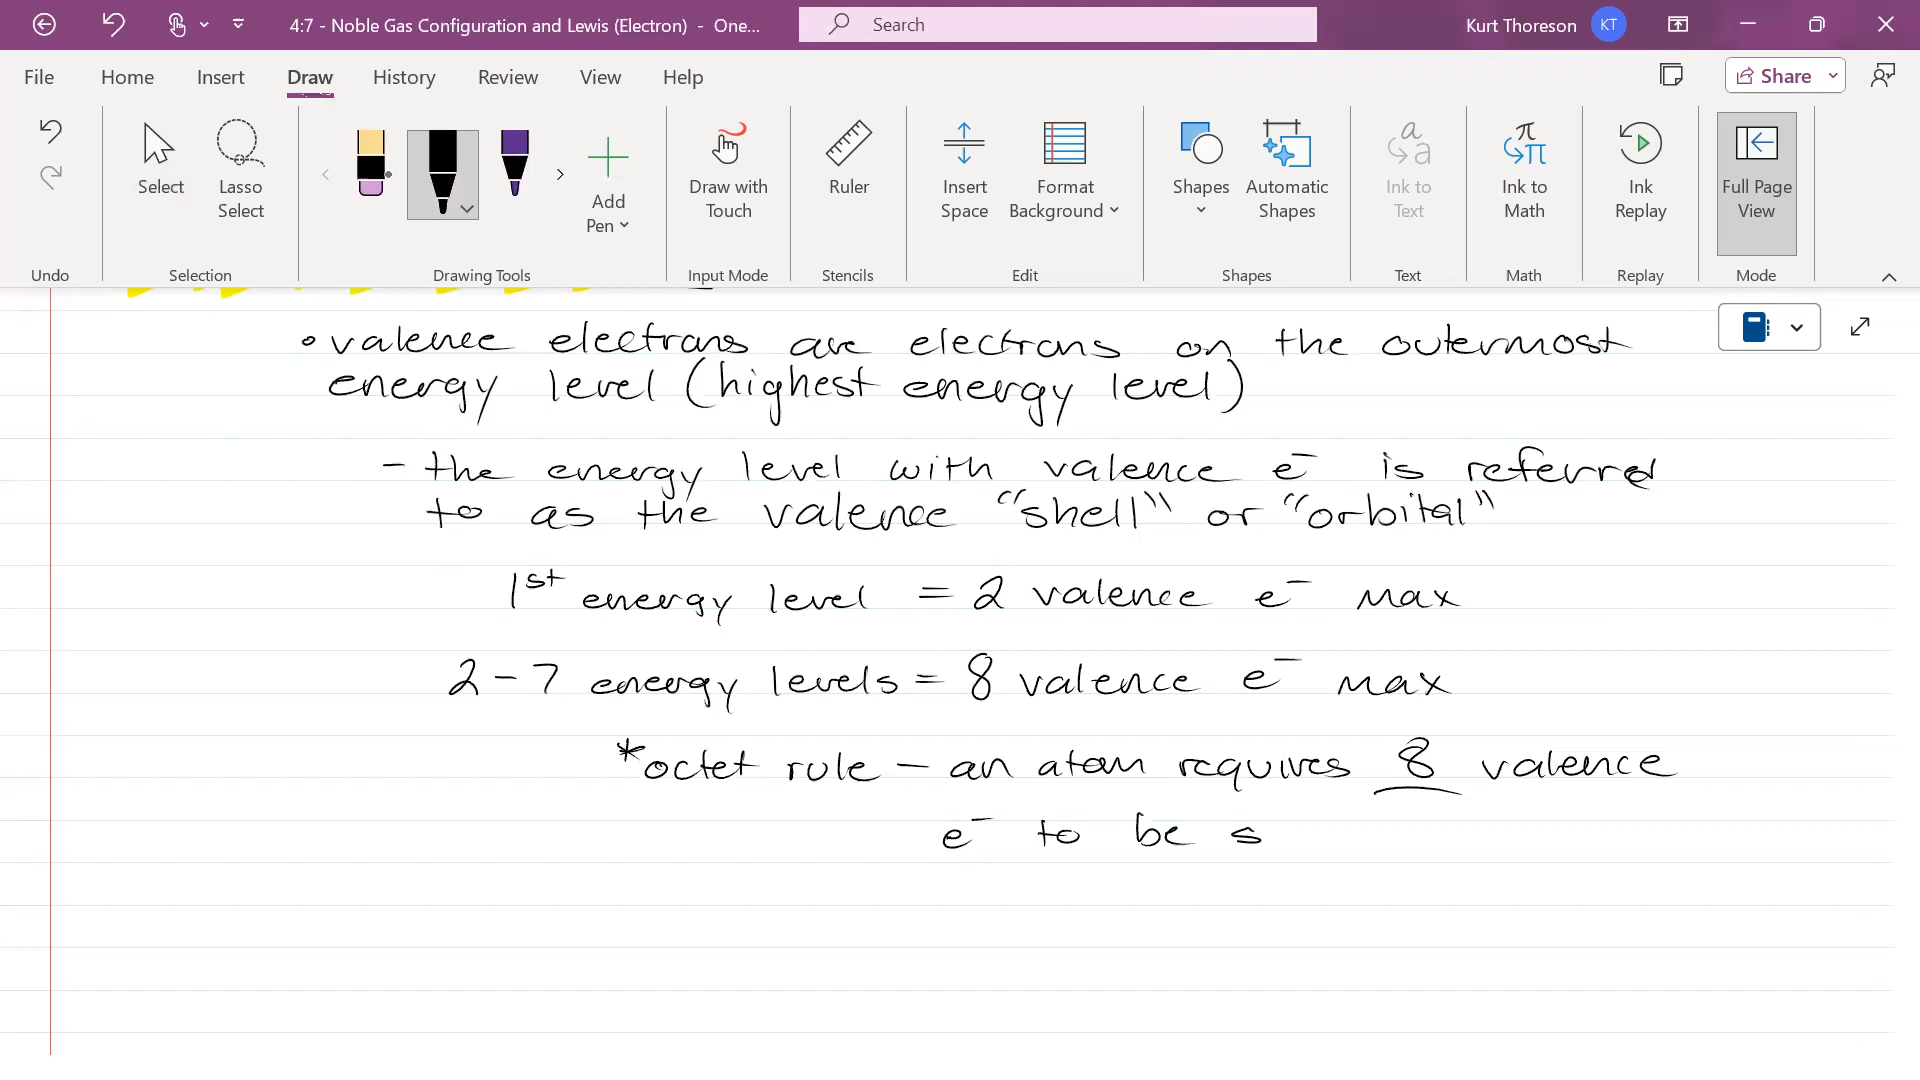 4:7 - Noble Gas Configuration and Lewis (Electron) - One...
Search
Kurt Thoreson KT
File Home Insert Draw History Review View Help
Share
Select
Lasso Select
Add Pen
Draw with Touch
Ruler
Insert Space
Format Background
Shapes
Automatic Shapes
Ink to Text
Ink to Math
Ink Replay
Full Page View
Undo Selection Drawing Tools Input Mode Stencils Edit Shapes Text Math Replay Mode
• valence electrons are electrons on the outermost
energy level (highest energy level)
- the energy level with valence e⁻ is referred
to as the valence "shell" or "orbital"
1st energy level = 2 valence e⁻ max
2 - 7 energy levels = 8 valence e⁻ max
*octet rule - an atom requires 8 valence
e⁻ to be s